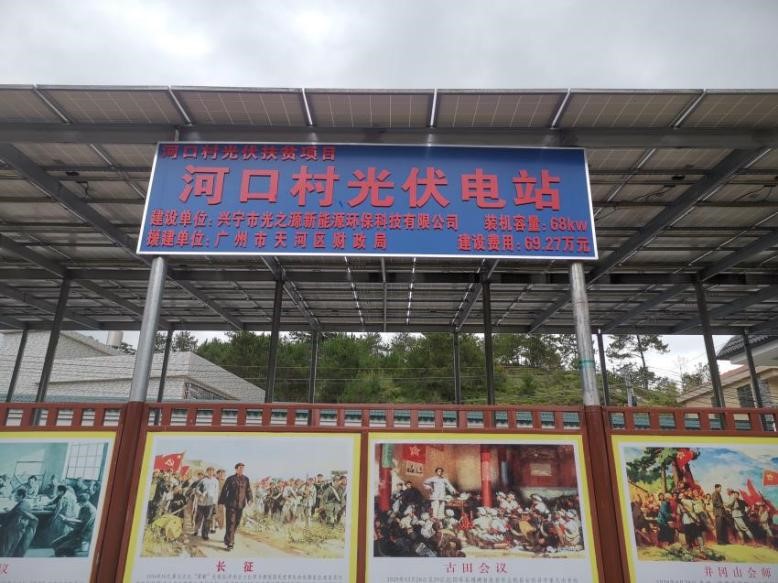 河口村光伏扶贫项目
河口村光伏电站
建设单位:兴宁市光之源新能源环保科技有限公司 装机容量:68kw
援建单位:广州市天河区财政局 建设费用:69.27万元
议
长征
古田会议
井冈山会师